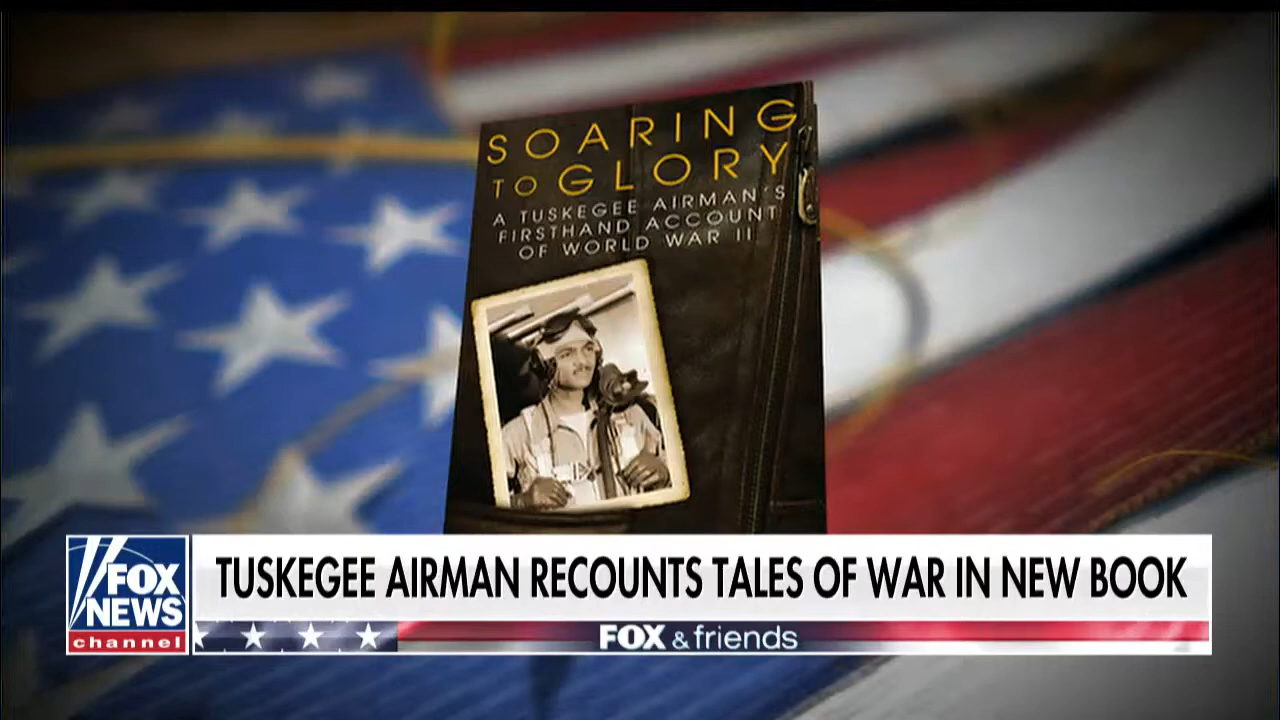 SOARING
TO GLORY
A TUSKEGEE AIRMAN'S
FIRSTHAND ACCOUNT
OF WORLD WAR II
TUSKEGEE AIRMAN RECOUNTS TALES OF WAR IN NEW BOOK
FOX
NEWS
channel
FOX & friends